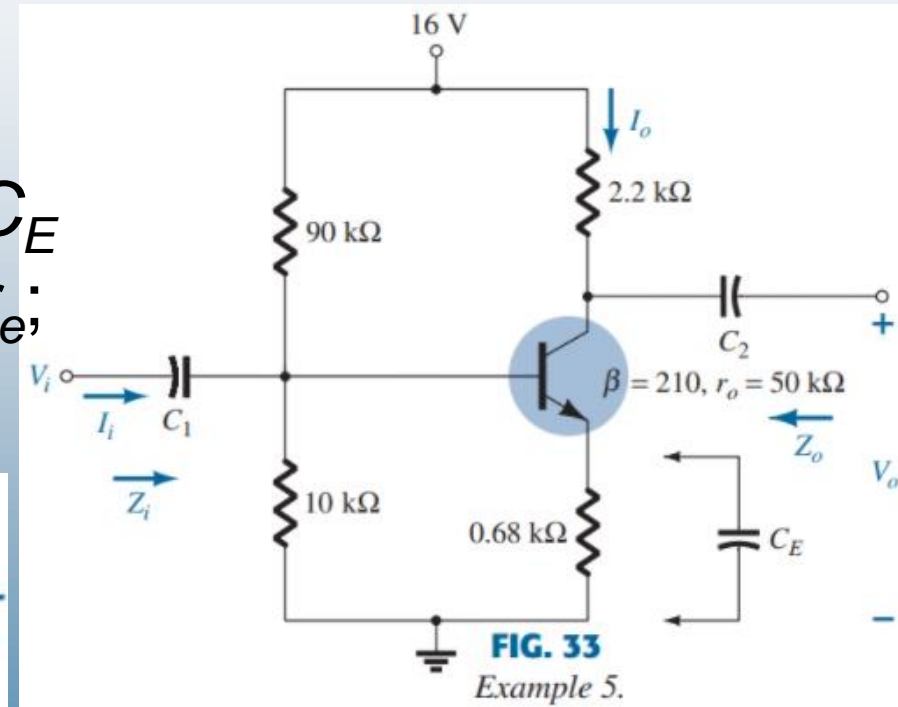 16 V
I_o
2.2 kΩ
C_E
90 kΩ
e;
C_2
+
V_i
β = 210, r_o = 50 kΩ
I_i
C_1
Z_o
Z_i
V_o
10 kΩ
0.68 kΩ
C_E
−
FIG. 33
Example 5.